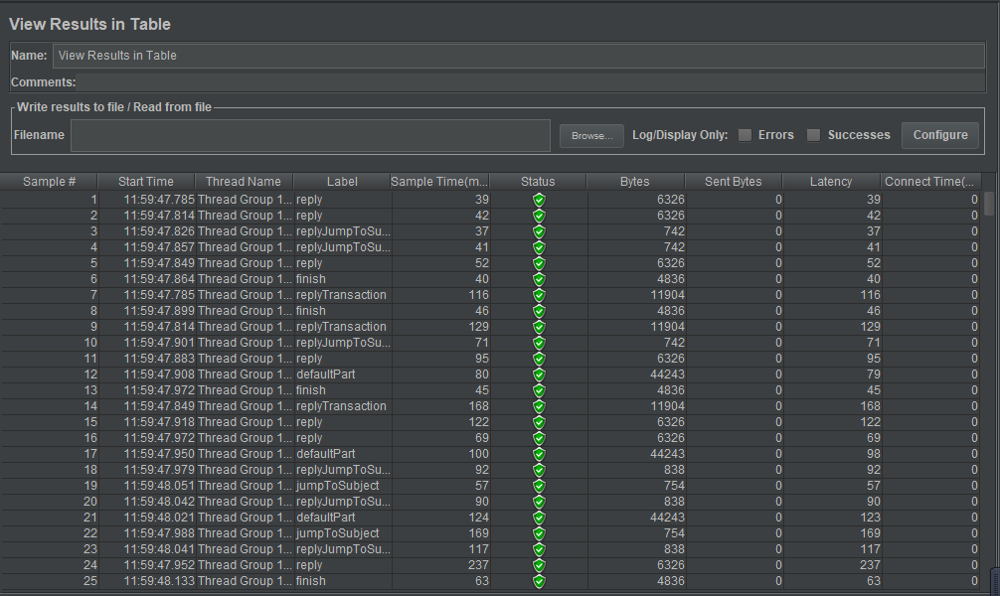 View Results in Table
Name: View Results in Table
Comments:
Write results to file / Read from file
Filename Browse... Log/Display Only: Errors Successes Configure
Sample # Start Time Thread Name Label Sample Time(m... Status Bytes Sent Bytes Latency Connect Time(...
1 11:59:47.785 Thread Group 1... reply 39 6326 0 39 0
2 11:59:47.814 Thread Group 1... reply 42 6326 0 42 0
3 11:59:47.826 Thread Group 1... replyJumpToSu... 37 742 0 37 0
4 11:59:47.857 Thread Group 1... replyJumpToSu... 41 742 0 41 0
5 11:59:47.849 Thread Group 1... reply 52 6326 0 52 0
6 11:59:47.864 Thread Group 1... finish 40 4836 0 40 0
7 11:59:47.785 Thread Group 1... replyTransaction 116 11904 0 116 0
8 11:59:47.899 Thread Group 1... finish 46 4836 0 46 0
9 11:59:47.814 Thread Group 1... replyTransaction 129 11904 0 129 0
10 11:59:47.901 Thread Group 1... replyJumpToSu... 71 742 0 71 0
11 11:59:47.883 Thread Group 1... reply 95 6326 0 95 0
12 11:59:47.908 Thread Group 1... defaultPart 80 44243 0 79 0
13 11:59:47.972 Thread Group 1... finish 45 4836 0 45 0
14 11:59:47.849 Thread Group 1... replyTransaction 168 11904 0 168 0
15 11:59:47.918 Thread Group 1... reply 122 6326 0 122 0
16 11:59:47.972 Thread Group 1... reply 69 6326 0 69 0
17 11:59:47.950 Thread Group 1... defaultPart 100 44243 0 98 0
18 11:59:47.979 Thread Group 1... replyJumpToSu... 92 838 0 92 0
19 11:59:48.051 Thread Group 1... jumpToSubject 57 754 0 57 0
20 11:59:48.042 Thread Group 1... replyJumpToSu... 90 838 0 90 0
21 11:59:48.021 Thread Group 1... defaultPart 124 44243 0 123 0
22 11:59:47.988 Thread Group 1... jumpToSubject 169 754 0 169 0
23 11:59:48.041 Thread Group 1... replyJumpToSu... 117 838 0 117 0
24 11:59:47.952 Thread Group 1... reply 237 6326 0 237 0
25 11:59:48.133 Thread Group 1... finish 63 4836 0 63 0